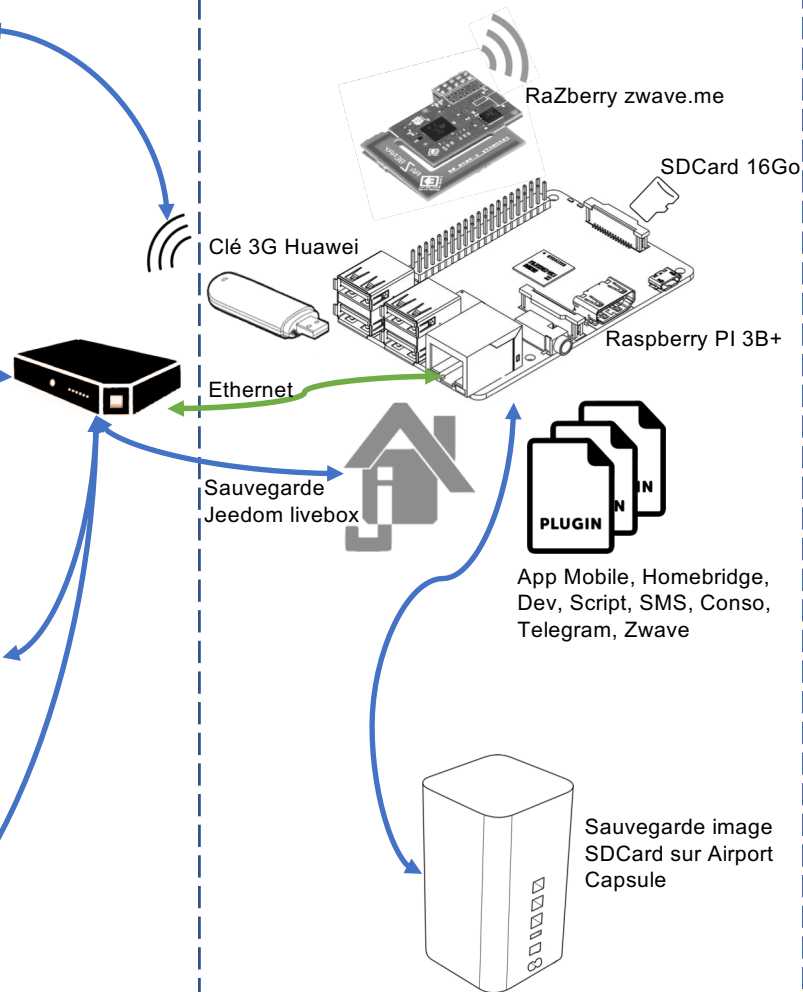 RaZberry zwave.me
SDCard 16Go
Clé 3G Huawei
Raspberry PI 3B+
Ethernet
Sauvegarde
Jeedom livebox
PLUGIN
N
IN
App Mobile, Homebridge,
Dev, Script, SMS, Conso,
Telegram, Zwave
Sauvegarde image
SDCard sur Airport
Capsule